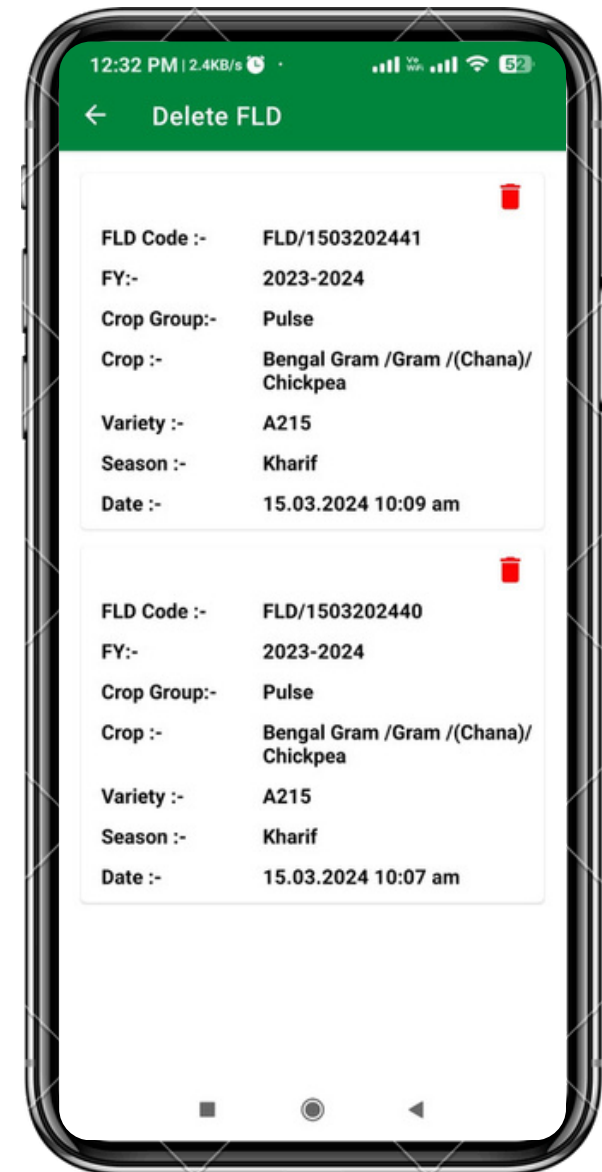 12:32 PM | 2.4KB/s
52
Delete FLD
FLD Code :- FLD/1503202441
FY:- 2023-2024
Crop Group:- Pulse
Crop :- Bengal Gram /Gram /(Chana)/
Chickpea
Variety :- A215
Season :- Kharif
Date :- 15.03.2024 10:09 am
FLD Code :- FLD/1503202440
FY:- 2023-2024
Crop Group:- Pulse
Crop :- Bengal Gram /Gram /(Chana)/
Chickpea
Variety :- A215
Season :- Kharif
Date :- 15.03.2024 10:07 am